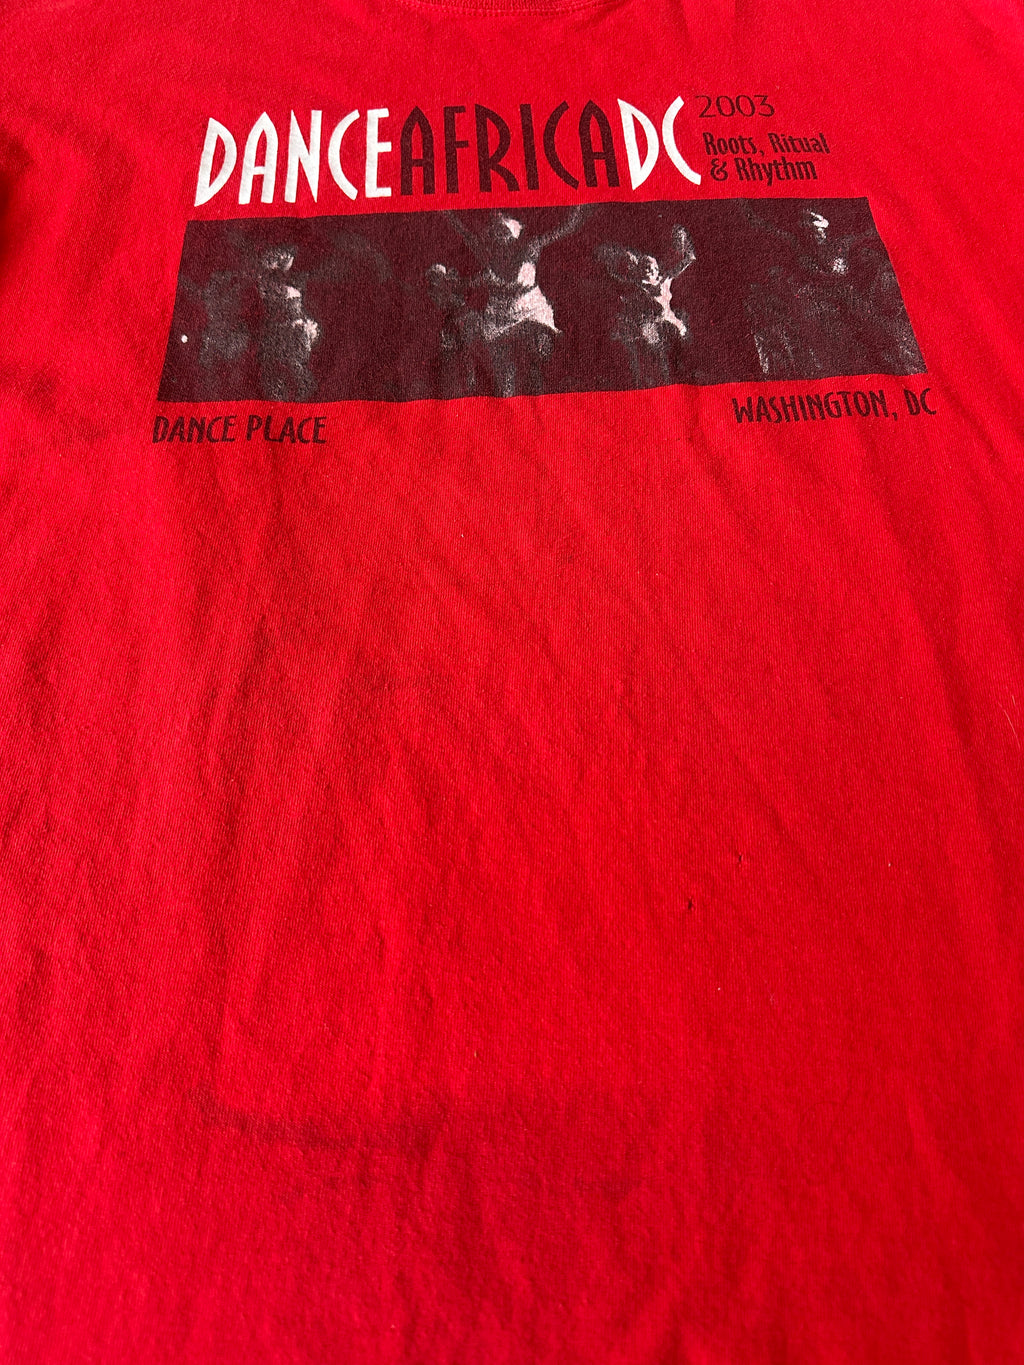 DANCEAFRICADC 2003
Roots, Ritual
& Rhythm
DANCE PLACE
WASHINGTON, DC